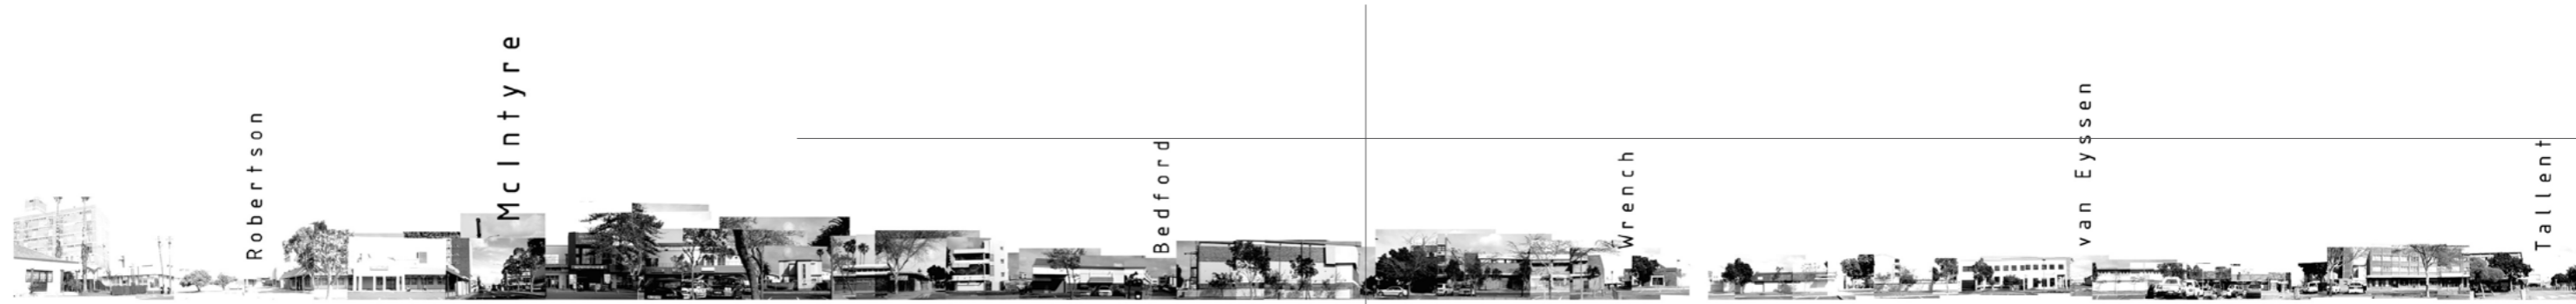 Robertson
McIntyre
Bedford
Wrench
van Eyssen
Tallent